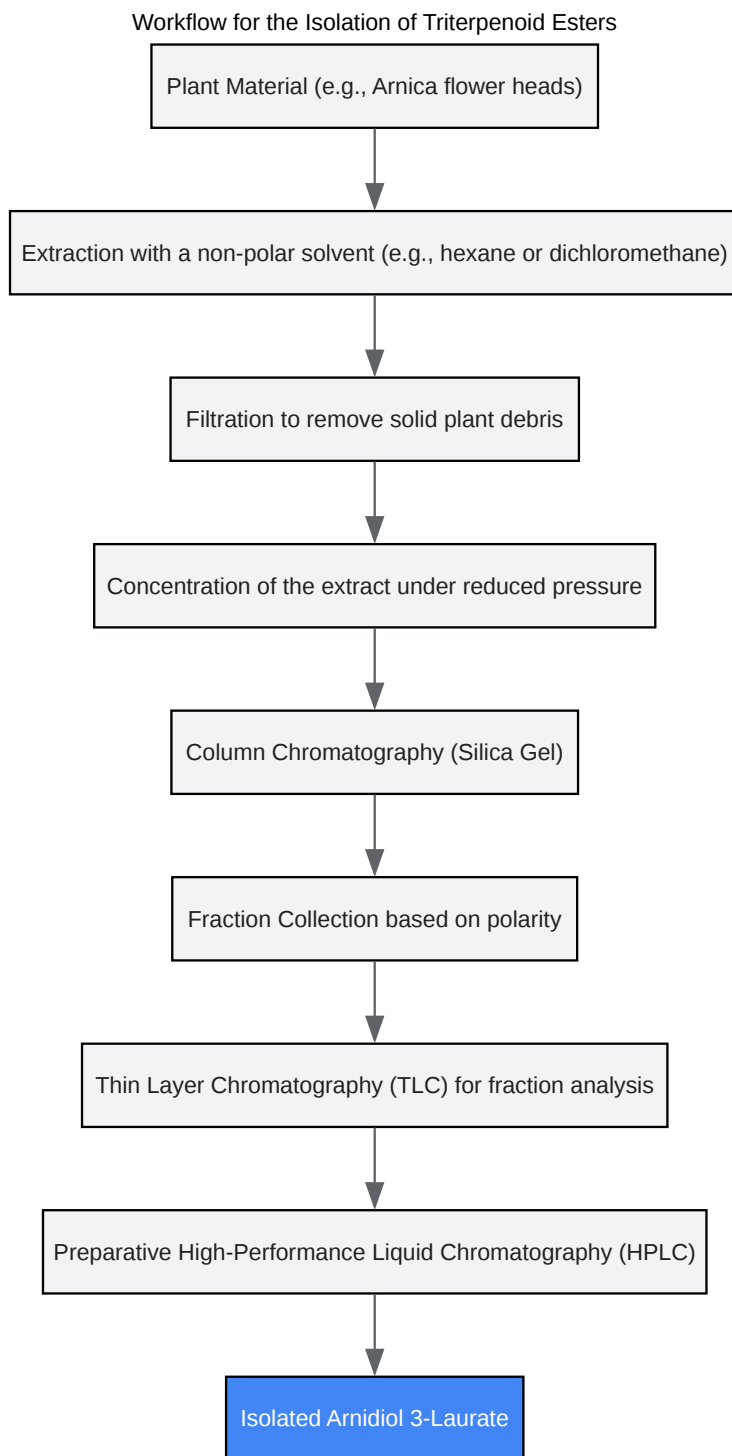 Workflow for the Isolation of Triterpenoid Esters
Plant Material (e.g., Arnica flower heads)
Extraction with a non-polar solvent (e.g., hexane or dichloromethane)
Filtration to remove solid plant debris
Concentration of the extract under reduced pressure
Column Chromatography (Silica Gel)
Fraction Collection based on polarity
Thin Layer Chromatography (TLC) for fraction analysis
Preparative High-Performance Liquid Chromatography (HPLC)
Isolated Arnidiol 3-Laurate